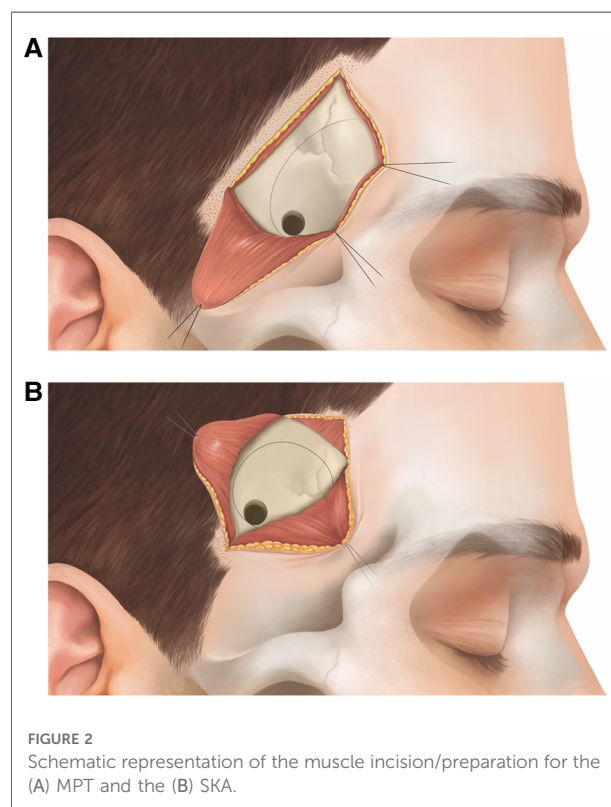 A
B
FIGURE 2
Schematic representation of the muscle incision/preparation for the
(A) MPT and the (B) SKA.